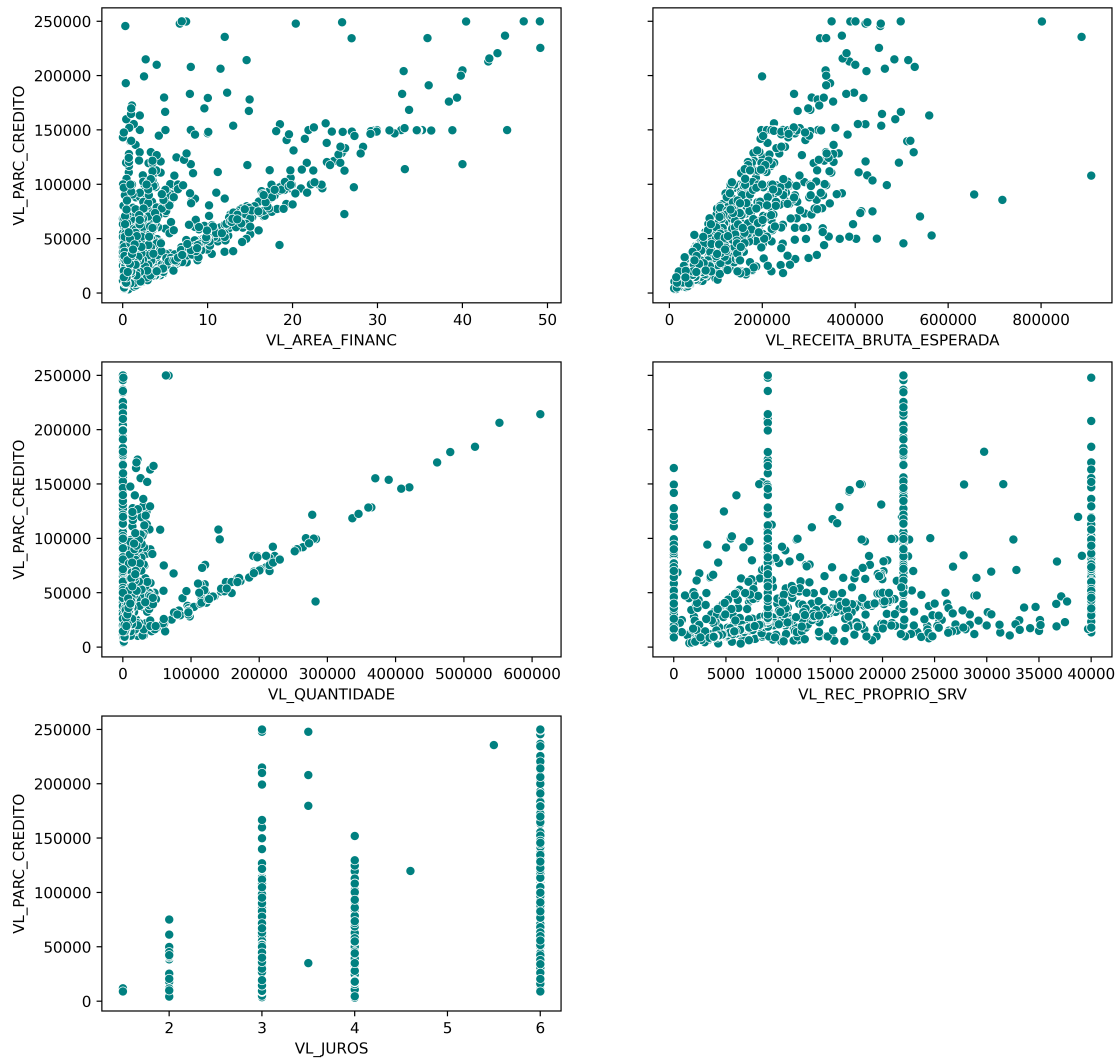 250000
200000
150000
100000
50000
0
VL_PARC_CREDITO
0 10 20 30 40 50
VL_AREA_FINANC
0 200000 400000 600000 800000
VL_RECEITA_BRUTA_ESPERADA
250000
200000
150000
100000
50000
0
VL_PARC_CREDITO
0 100000 200000 300000 400000 500000 600000
VL_QUANTIDADE
0 5000 10000 15000 20000 25000 30000 35000 40000
VL_REC_PROPRIO_SRV
250000
200000
150000
100000
50000
0
VL_PARC_CREDITO
2 3 4 5 6
VL_JUROS